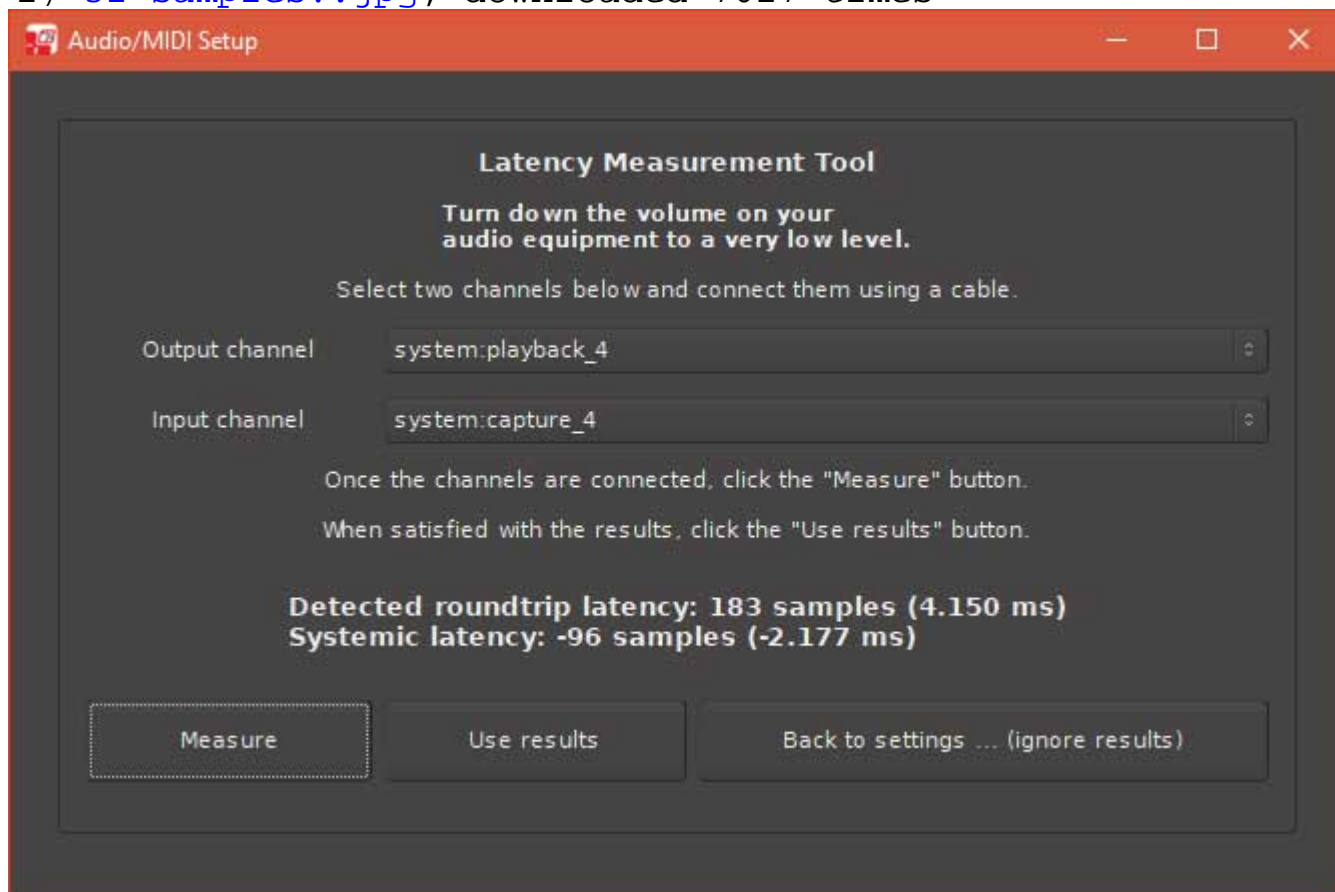 Audio/MIDI Setup
Latency Measurement Tool
Turn down the volume on your
audio equipment to a very low level.
Select two channels below and connect them using a cable.
Output channel system:playback_4
Input channel system:capture_4
Once the channels are connected, click the "Measure" button.
When satisfied with the results, click the "Use results" button.
Detected roundtrip latency: 183 samples (4.150 ms)
Systemic latency: -96 samples (-2.177 ms)
Measure Use results Back to settings ... (ignore results)